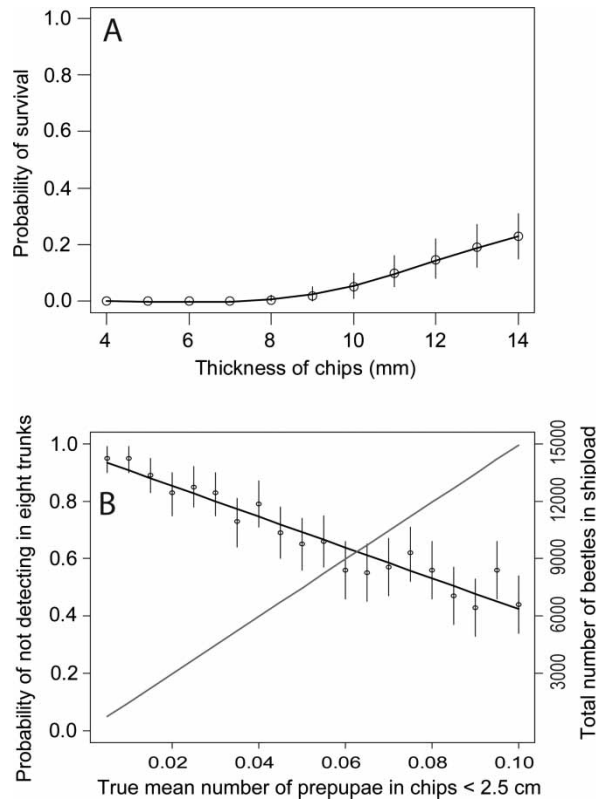 A
Probability of survival
1.0
0.8
0.6
0.4
0.2
0.0
4 6 8 10 12 14
Thickness of chips (mm)
B
Probability of not detecting in eight trunks
1.0
0.8
0.6
0.4
0.2
0.0
15000
12000
9000
6000
3000
Total number of beetles in shipload
0.02 0.04 0.06 0.08 0.10
True mean number of prepupae in chips < 2.5 cm